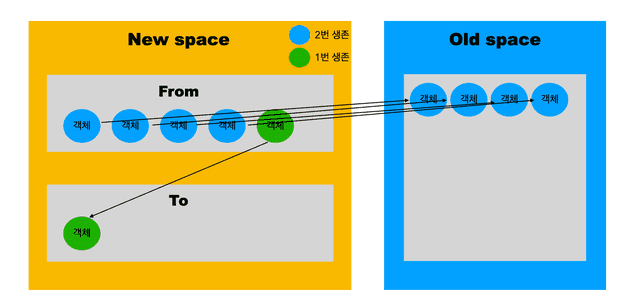 New space
2번 생존
1번 생존
From
객체 객체 객체 객체 객체
To
객체
Old space
객체 객체 객체 객체